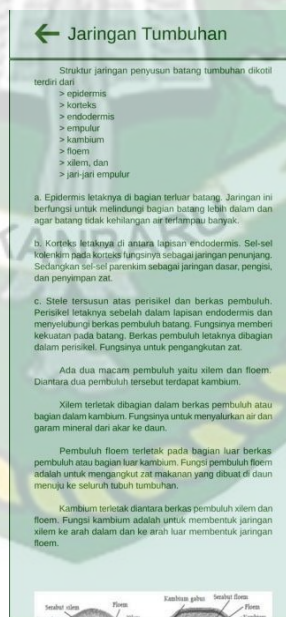 Jaringan Tumbuhan
Struktur jaringan penyusun batang tumbuhan dikotil
terdiri dari
> epidermis
> korteks
> endodermis
> empulur
> kambium
> floem
> xilem, dan
> jari-jari empulur
a. Epidermis letaknya di bagian terluar batang. Jaringan ini
berfungsi untuk melindungi bagian batang lebih dalam dan
agar batang tidak kehilangan air terlampau banyak.
b. Korteks letaknya di antara lapisan endodermis. Sel-sel
kolenkim pada korteks fungsinya sebagai jaringan penunjang.
Sedangkan sel-sel parenkim sebagai jaringan dasar, pengisi,
dan penyimpan zat.
c. Stele tersusun atas perisikel dan berkas pembuluh.
Perisikel letaknya sebelah dalam lapisan endodermis dan
menyelubungi berkas pembuluh batang. Fungsinya memberi
kekuatan pada batang. Berkas pembuluh letaknya dibagian
dalam perisikel. Fungsinya untuk pengangkutan zat.
Ada dua macam pembuluh yaitu xilem dan floem.
Diantara dua pembuluh tersebut terdapat kambium.
Xilem terletak dibagian dalam berkas pembuluh atau
bagian dalam kambium. Fungsinya untuk menyalurkan air dan
garam mineral dari akar ke daun.
Pembuluh floem terletak pada bagian luar berkas
pembuluh atau bagian luar kambium. Fungsi pembuluh floem
adalah untuk mengangkut zat makanan yang dibuat di daun
menuju ke seluruh tubuh tumbuhan.
Kambium terletak diantara berkas pembuluh xilem dan
floem. Fungsi kambium adalah untuk membentuk jaringan
xilem ke arah dalam dan ke arah luar membentuk jaringan
floem.
Serabut xilem Floem Kambium gabus Serabut floem
Floem